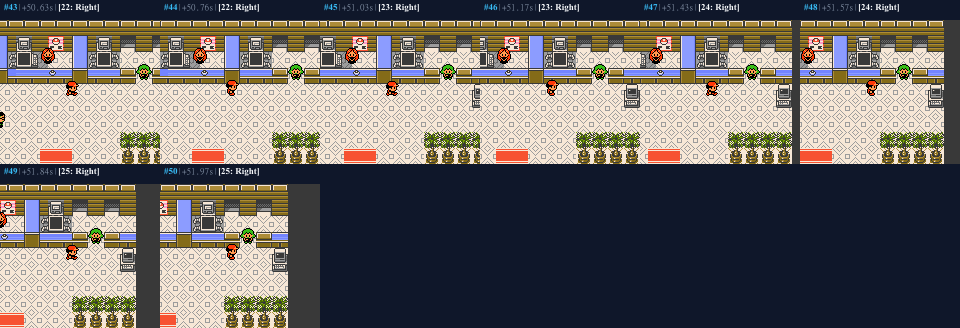 #43|+50.63s|[22: Right]
#44|+50.76s|[22: Right]
#45|+51.03s|[23: Right]
#46|+51.17s|[23: Right]
#47|+51.43s|[24: Right]
#48|+51.57s|[24: Right]
#49|+51.84s|[25: Right]
#50|+51.97s|[25: Right]